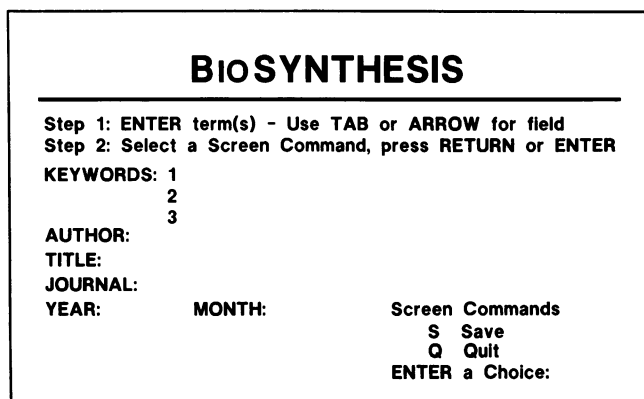 BIOSYNTHESIS
Step 1: ENTER term(s) - Use TAB or ARROW for field
Step 2: Select a Screen Command, press RETURN or ENTER
KEYWORDS: 1
2
3
AUTHOR:
TITLE:
JOURNAL:
YEAR: MONTH: Screen Commands
S Save
Q Quit
ENTER a Choice: